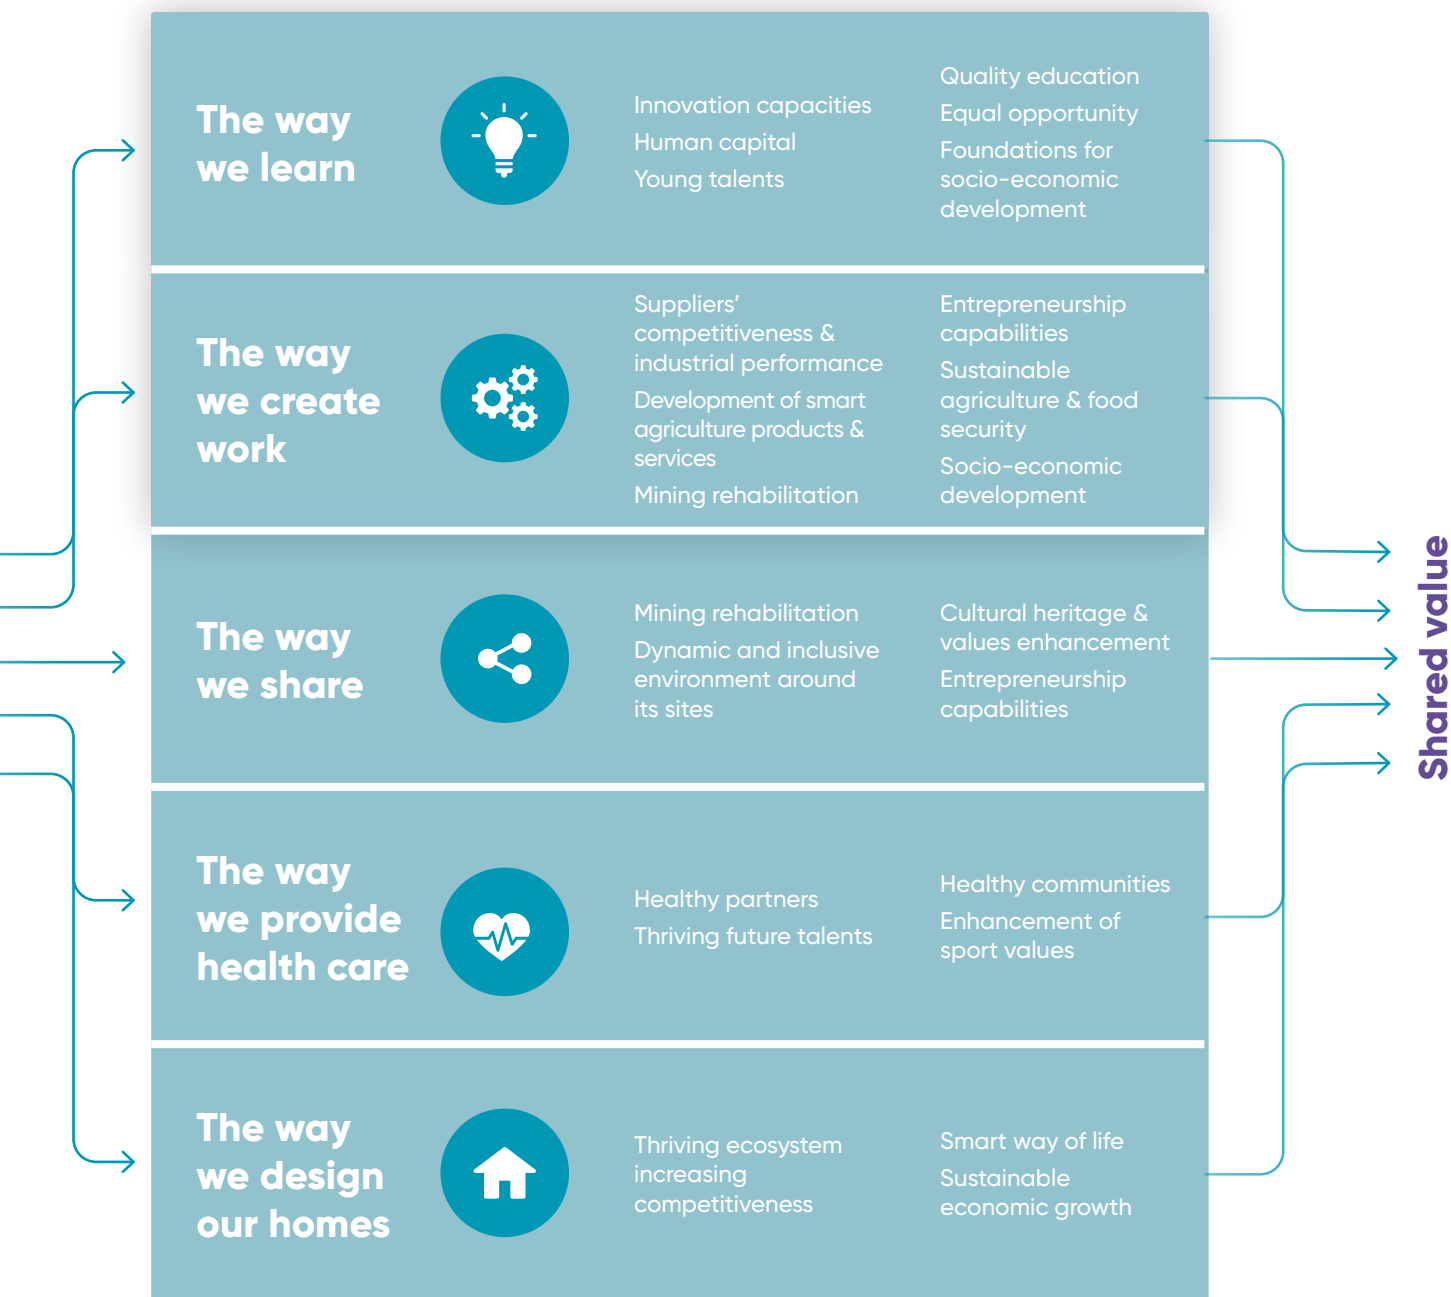 The way
we learn
Innovation capacities
Human capital
Young talents
Quality education
Equal opportunity
Foundations for
socio-economic
development
The way
we create
work
Suppliers’
competitiveness &
industrial performance
Development of smart
agriculture products &
services
Mining rehabilitation
Entrepreneurship
capabilities
Sustainable
agriculture & food
security
Socio-economic
development
The way
we share
Mining rehabilitation
Dynamic and inclusive
environment around
its sites
Cultural heritage &
values enhancement
Entrepreneurship
capabilities
The way
we provide
health care
Healthy partners
Thriving future talents
Healthy communities
Enhancement of
sport values
The way
we design
our homes
Thriving ecosystem
increasing
competitiveness
Smart way of life
Sustainable
economic growth
Shared value